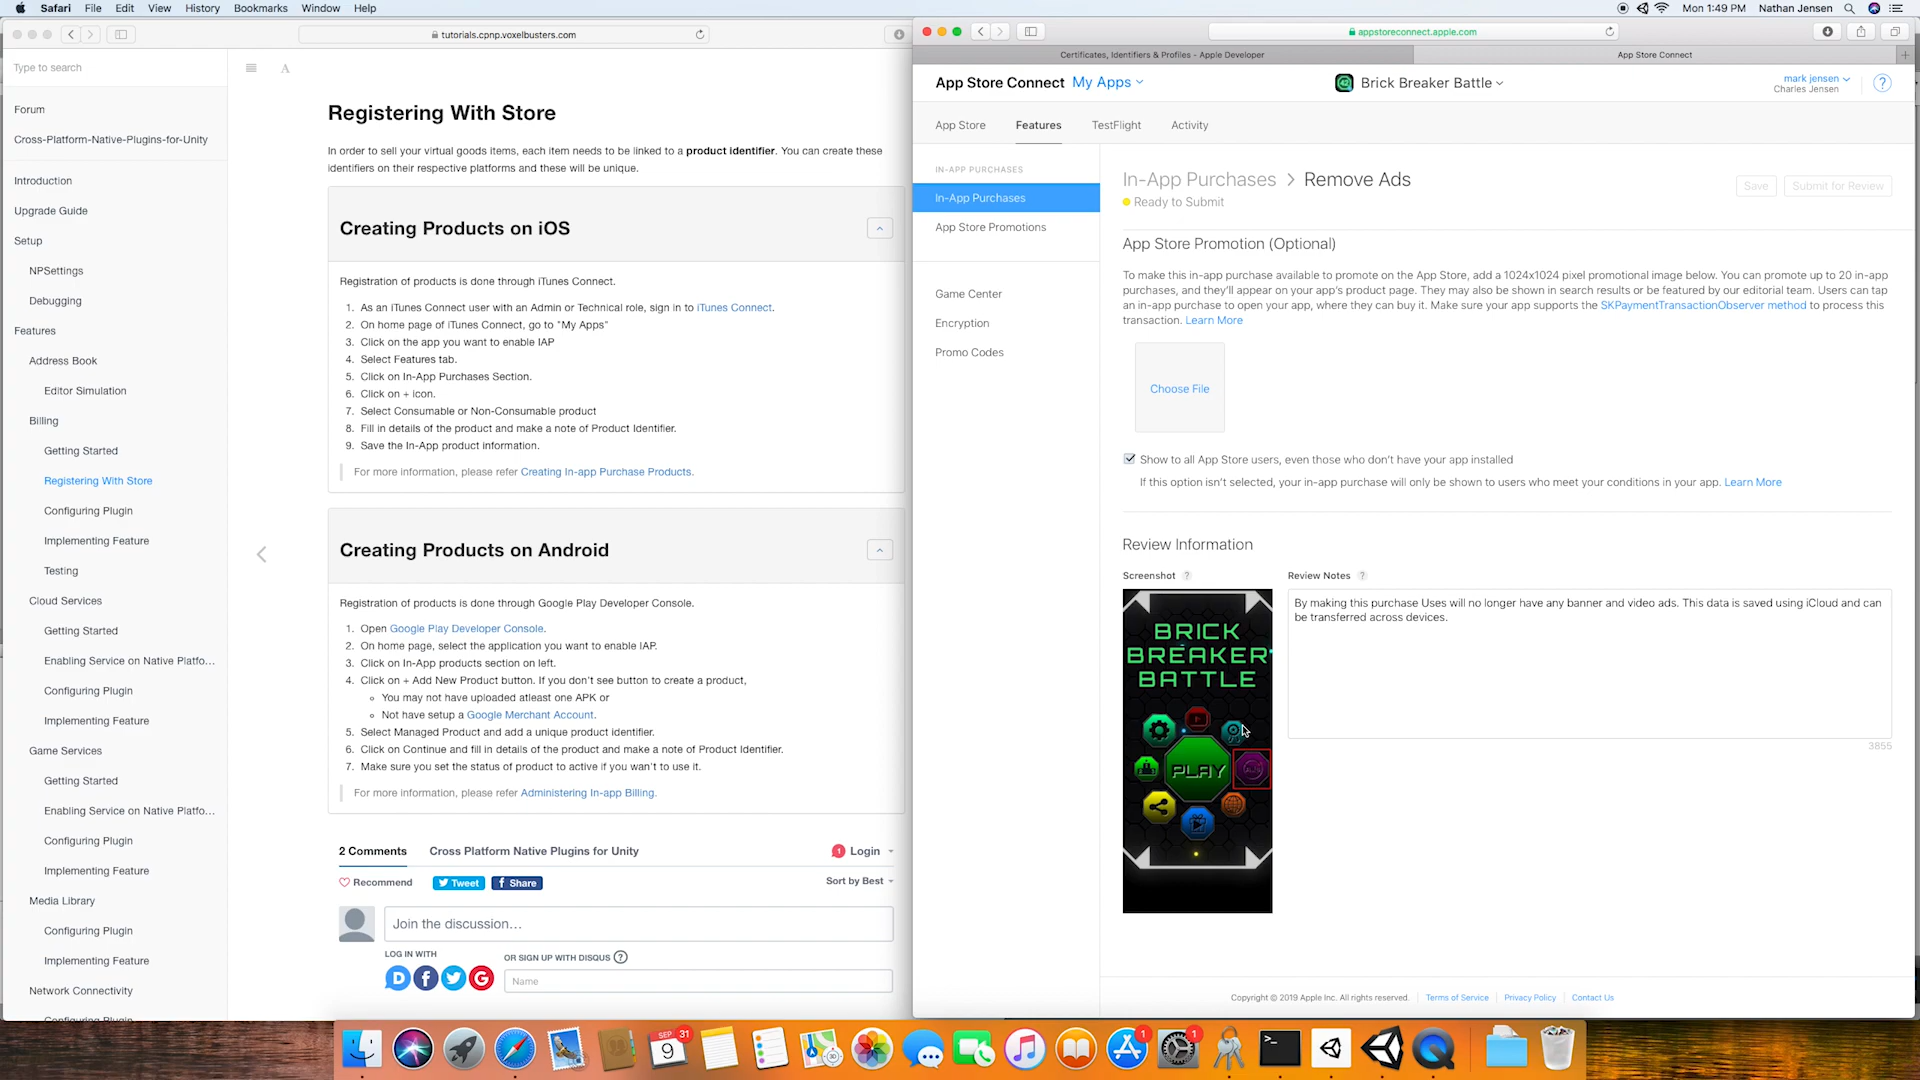 Safari File Edit View History Bookmarks Window Help
Mon 1:49 PM Nathan Jensen
tutorials.cpnp.voxelbusters.com
Type to search
Forum
Cross-Platform-Native-Plugins-for-Unity
Introduction
Upgrade Guide
Setup
NPSettings
Debugging
Features
Address Book
Editor Simulation
Billing
Getting Started
Registering With Store
Configuring Plugin
Implementing Feature
Testing
Cloud Services
Getting Started
Enabling Service on Native Platfo...
Configuring Plugin
Implementing Feature
Game Services
Getting Started
Enabling Service on Native Platfo...
Configuring Plugin
Implementing Feature
Media Library
Configuring Plugin
Implementing Feature
Network Connectivity
Configuring Plugin
A
Registering With Store
In order to sell your virtual goods items, each item needs to be linked to a product identifier. You can create these
identifiers on their respective platforms and these will be unique.
Creating Products on iOS
Registration of products is done through iTunes Connect.
1. As an iTunes Connect user with an Admin or Technical role, sign in to iTunes Connect.
2. On home page of iTunes Connect, go to "My Apps"
3. Click on the app you want to enable IAP
4. Select Features tab.
5. Click on In-App Purchases Section.
6. Click on + icon.
7. Select Consumable or Non-Consumable product
8. Fill in details of the product and make a note of Product Identifier.
9. Save the In-App product information.
For more information, please refer Creating In-app Purchase Products.
Creating Products on Android
Registration of products is done through Google Play Developer Console.
1. Open Google Play Developer Console.
2. On home page, select the application you want to enable IAP.
3. Click on In-App products section on left.
4. Click on + Add New Product button. If you don't see button to create a product,
You may not have uploaded atleast one APK or
Not have setup a Google Merchant Account.
5. Select Managed Product and add a unique product identifier.
6. Click on Continue and fill in details of the product and make a note of Product Identifier.
7. Make sure you set the status of product to active if you wan't to use it.
For more information, please refer Administering In-app Billing.
2 Comments Cross Platform Native Plugins for Unity 1 Login
Recommend Tweet Share Sort by Best
Join the discussion...
LOG IN WITH OR SIGN UP WITH DISQUS ?
D f G Name
appstoreconnect.apple.com
Certificates, Identifiers & Profiles - Apple Developer App Store Connect
App Store Connect My Apps Brick Breaker Battle mark jensen
Charles Jensen ?
App Store Features TestFlight Activity
IN-APP PURCHASES
In-App Purchases
App Store Promotions
Game Center
Encryption
Promo Codes
In-App Purchases > Remove Ads Save Submit for Review
Ready to Submit
App Store Promotion (Optional)
To make this in-app purchase available to promote on the App Store, add a 1024x1024 pixel promotional image below. You can promote up to 20 in-app
purchases, and they'll appear on your app's product page. They may also be shown in search results or be featured by our editorial team. Users can tap
an in-app purchase to open your app, where they can buy it. Make sure your app supports the SKPaymentTransactionObserver method to process this
transaction. Learn More
Choose File
Show to all App Store users, even those who don't have your app installed
If this option isn't selected, your in-app purchase will only be shown to users who meet your conditions in your app. Learn More
Review Information
Screenshot ? Review Notes ?
BRICK
BREAKER
BATTLE
PLAY
By making this purchase Uses will no longer have any banner and video ads. This data is saved using iCloud and can
be transferred across devices.
3855
Copyright © 2019 Apple Inc. All rights reserved. Terms of Service Privacy Policy Contact Us
SEP 31
9
1 1